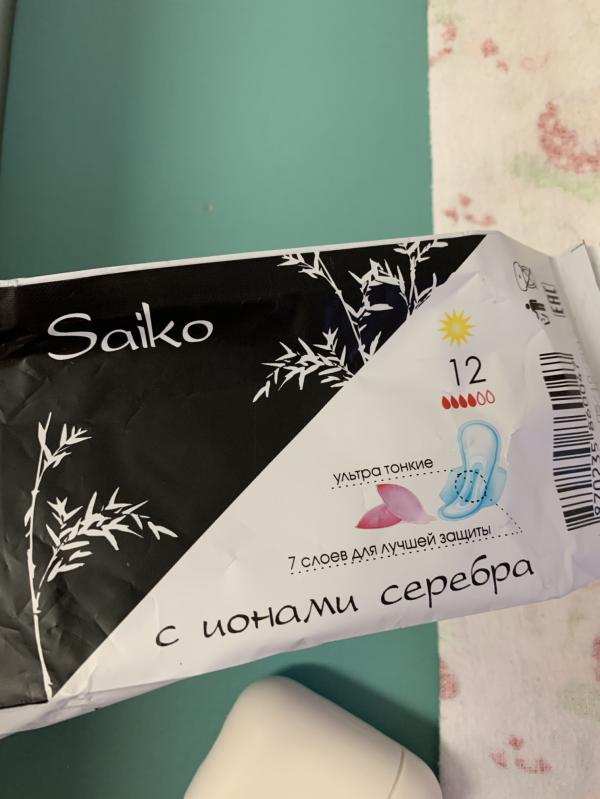 Saiko
12
ультра тонкие
7 слоев для лучшей защиты
с ионами серебра
EAC